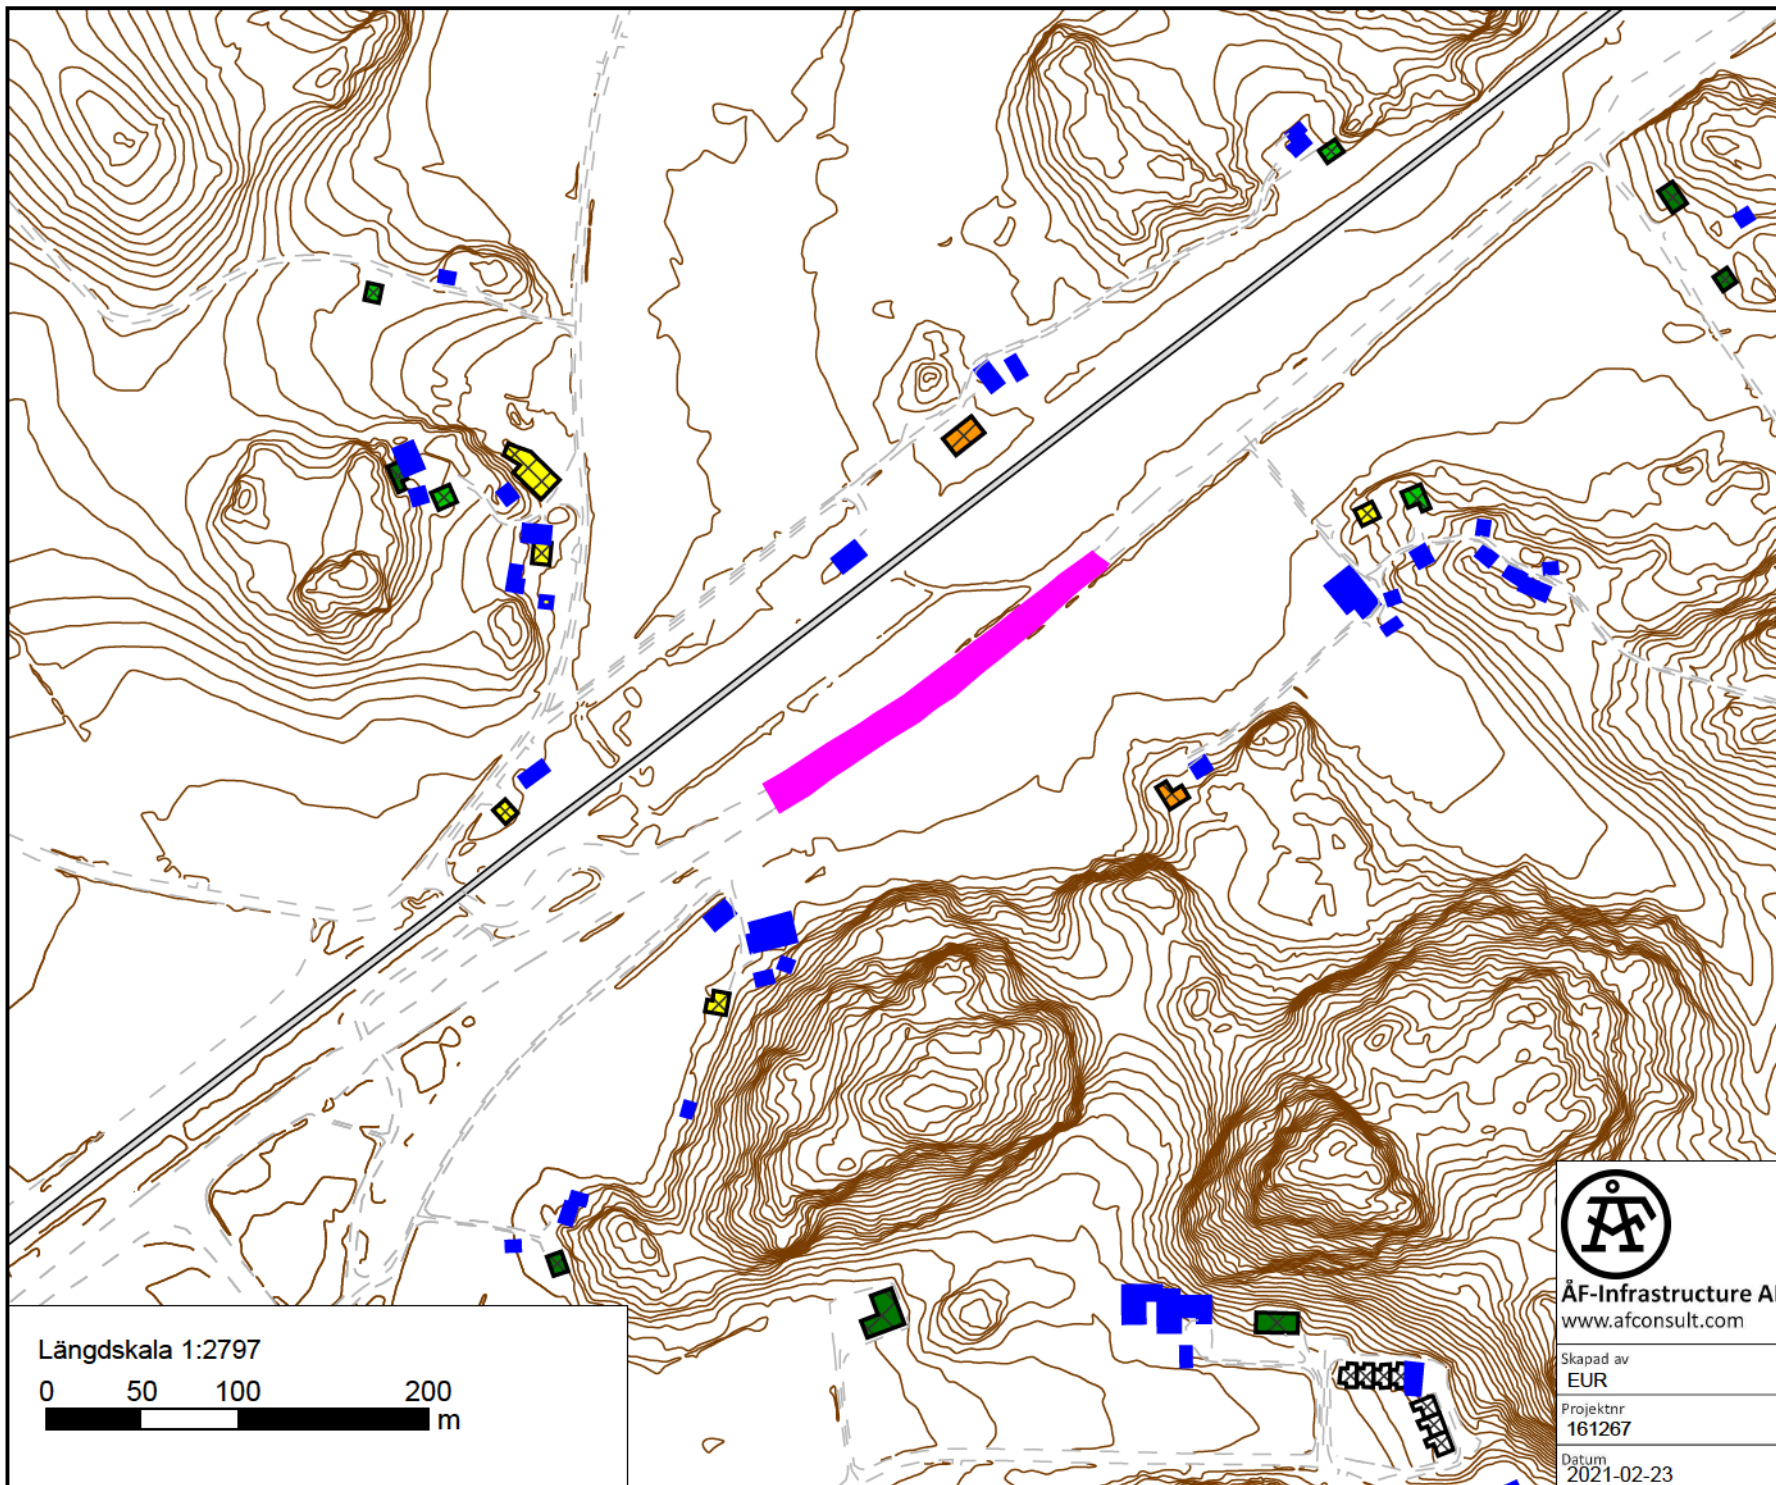 Längdskala 1:2797
0 50 100 200
m
ÅF-Infrastructure A
www.afconsult.com
Skapad av
EUR
Projektnr
161267
Datum
2021-02-23